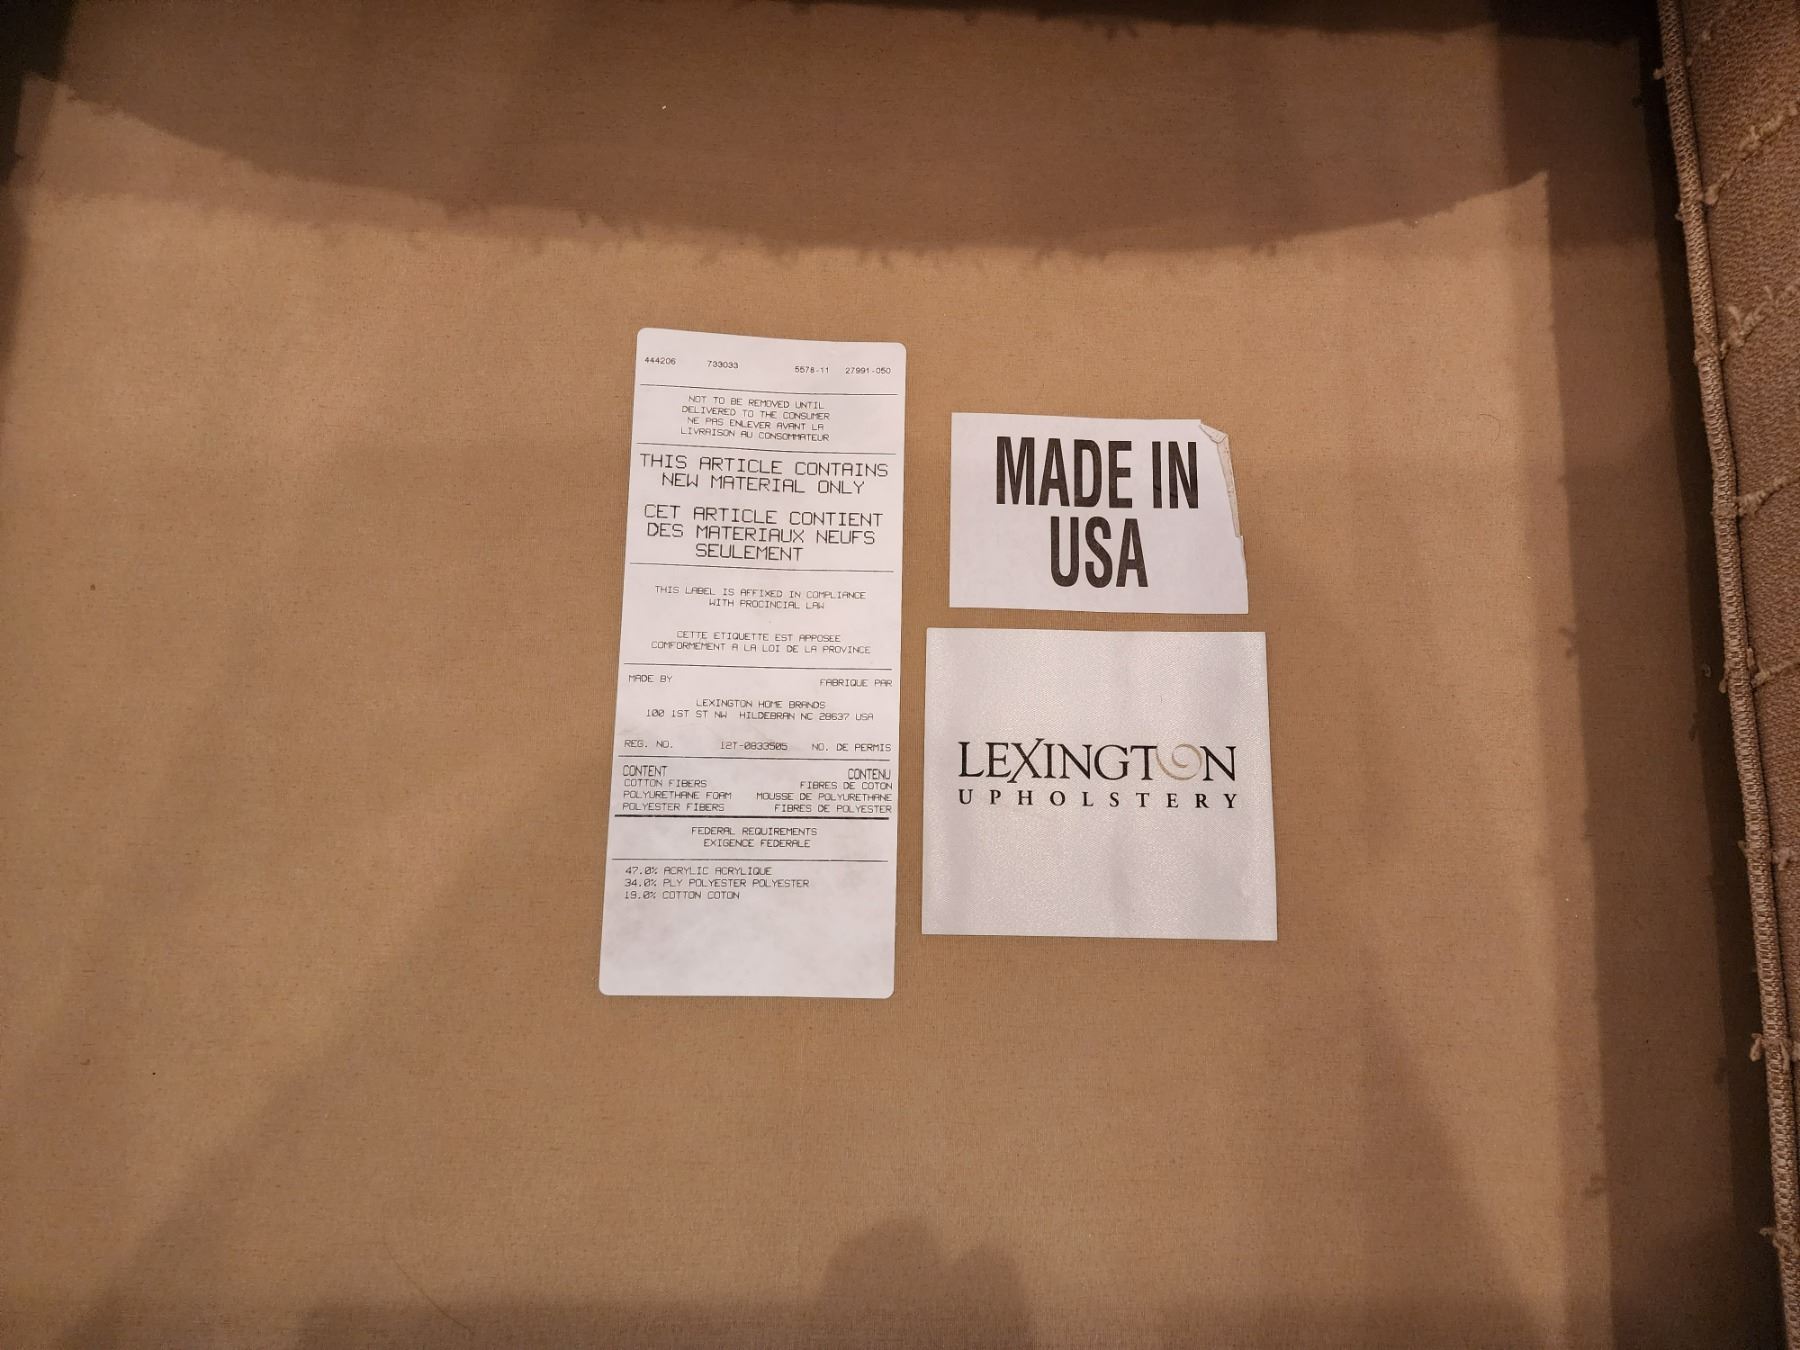 444206 733033 5578-11 27991-050
NOT TO BE REMOVED UNTIL
DELIVERED TO THE CONSUMER
NE PAS ENLEVER AVANT LA
LIVRAISON AU CONSOMMATEUR
THIS ARTICLE CONTAINS
NEW MATERIAL ONLY
CET ARTICLE CONTIENT
DES MATERIAUX NEUFS
SEULEMENT
THIS LABEL IS AFFIXED IN COMPLIANCE
WITH PROCINCIAL LAW
CETTE ETIQUETTE EST APPOSEE
COMFORMEMENT A LA LOI DE LA PROVINCE
MADE BY FABRIQUE PAR
LEXINGTON HOME BRANDS
100 1ST ST NW HILDEBRAN NC 28637 USA
REG. NO. 12T-0833505 NO. DE PERMIS
CONTENT CONTENU
COTTON FIBERS FIBRES DE COTON
POLYURETHANE FOAM MOUSSE DE POLYURETHANE
POLYESTER FIBERS FIBRES DE POLYESTER
FEDERAL REQUIREMENTS
EXIGENCE FEDERALE
47.0% ACRYLIC ACRYLIQUE
34.0% PLY POLYESTER POLYESTER
19.0% COTTON COTON
MADE IN
USA
LEXINGTON
UPHOLSTERY